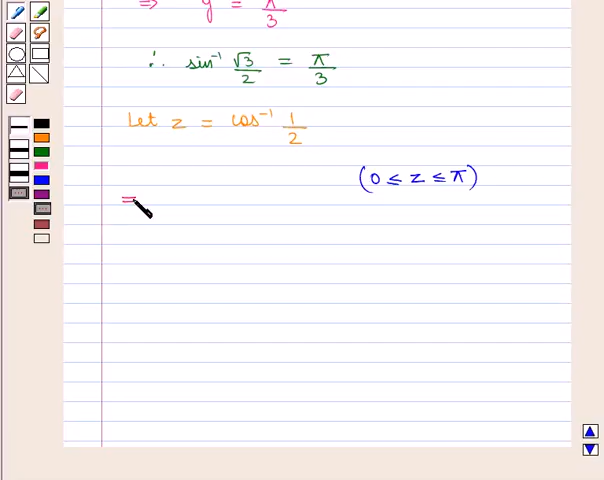 ⇒ y = π/3
∴ sin⁻¹ √3/2 = π/3
Let z = cos⁻¹ 1/2
(0 ≤ z ≤ π)
=